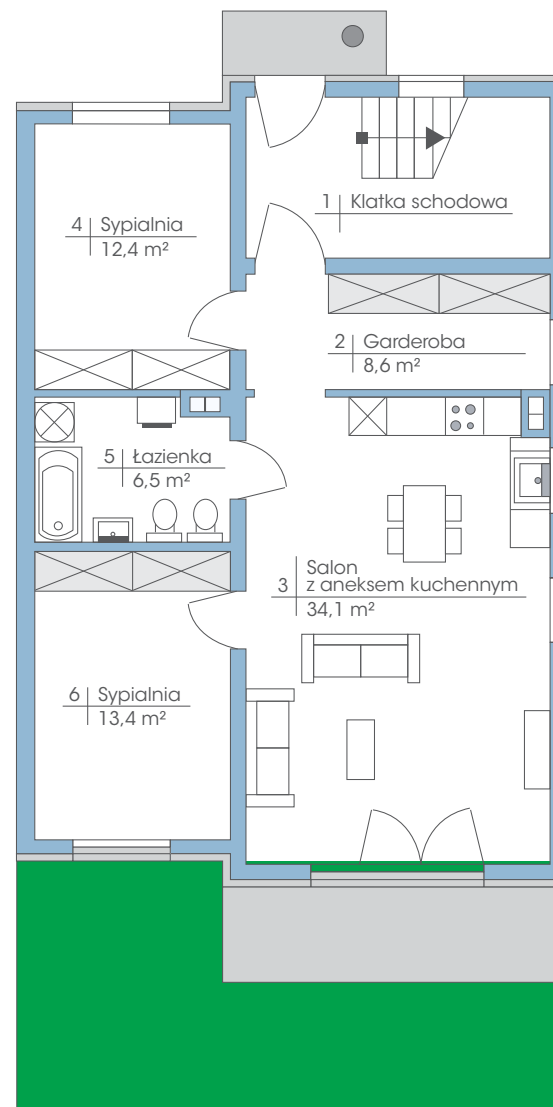 1 Klatka schodowa
4 Sypialnia
12,4 m²
2 Garderoba
8,6 m²
5 Łazienka
6,5 m²
3 Salon
z aneksem kuchennym
34,1 m²
6 Sypialnia
13,4 m²